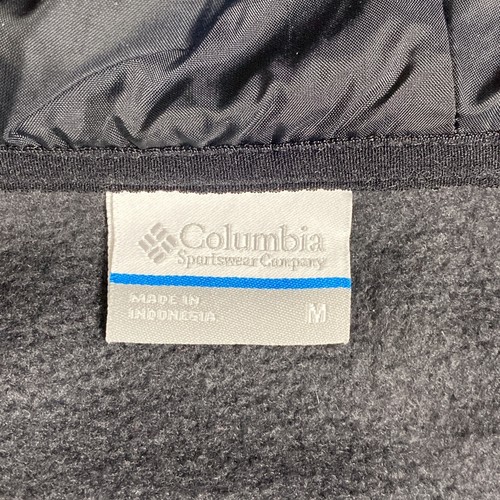 Columbia
Sportswear Company
MADE IN
INDONESIA
M